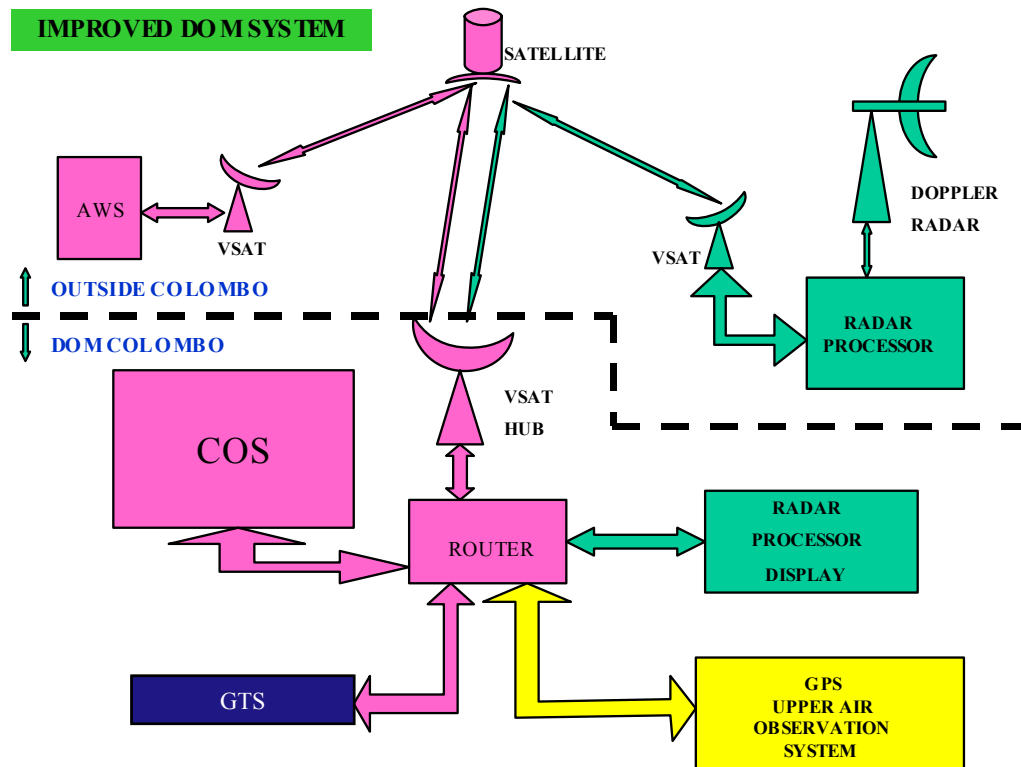 IMPROVED DOM SYSTEM
SATELLITE
AWS
VSAT
DOPPLER
RADAR
VSAT
OUTSIDE COLOMBO
DOM COLOMBO
RADAR
PROCESSOR
VSAT
HUB
COS
ROUTER
RADAR
PROCESSOR
DISPLAY
GTS
GPS
UPPER AIR
OBSERVATION
SYSTEM